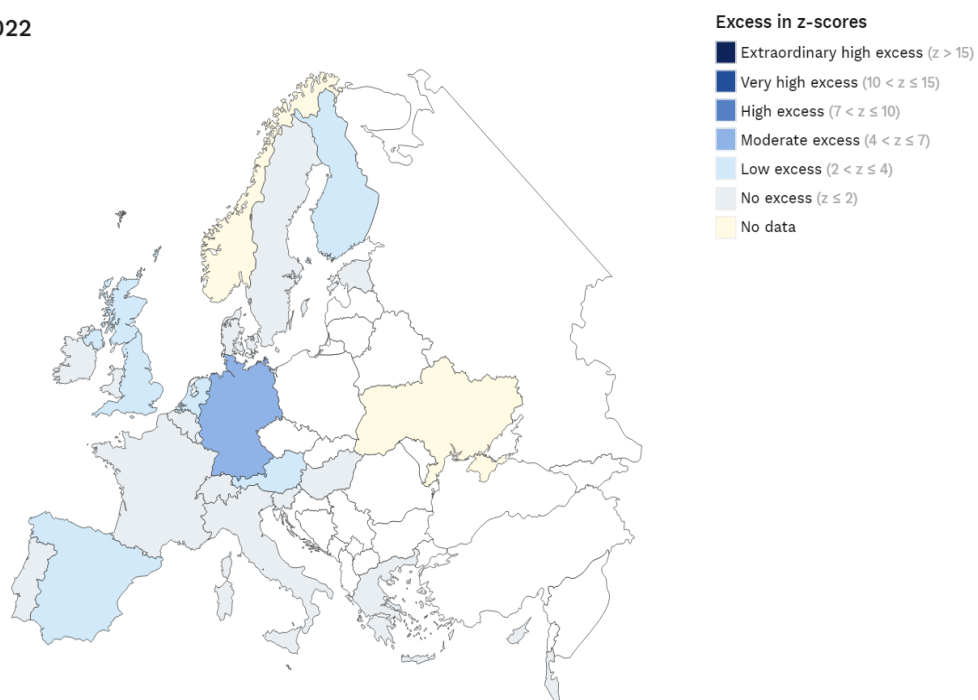 022
Excess in z-scores
Extraordinary high excess (z > 15)
Very high excess (10 < z ≤ 15)
High excess (7 < z ≤ 10)
Moderate excess (4 < z ≤ 7)
Low excess (2 < z ≤ 4)
No excess (z ≤ 2)
No data